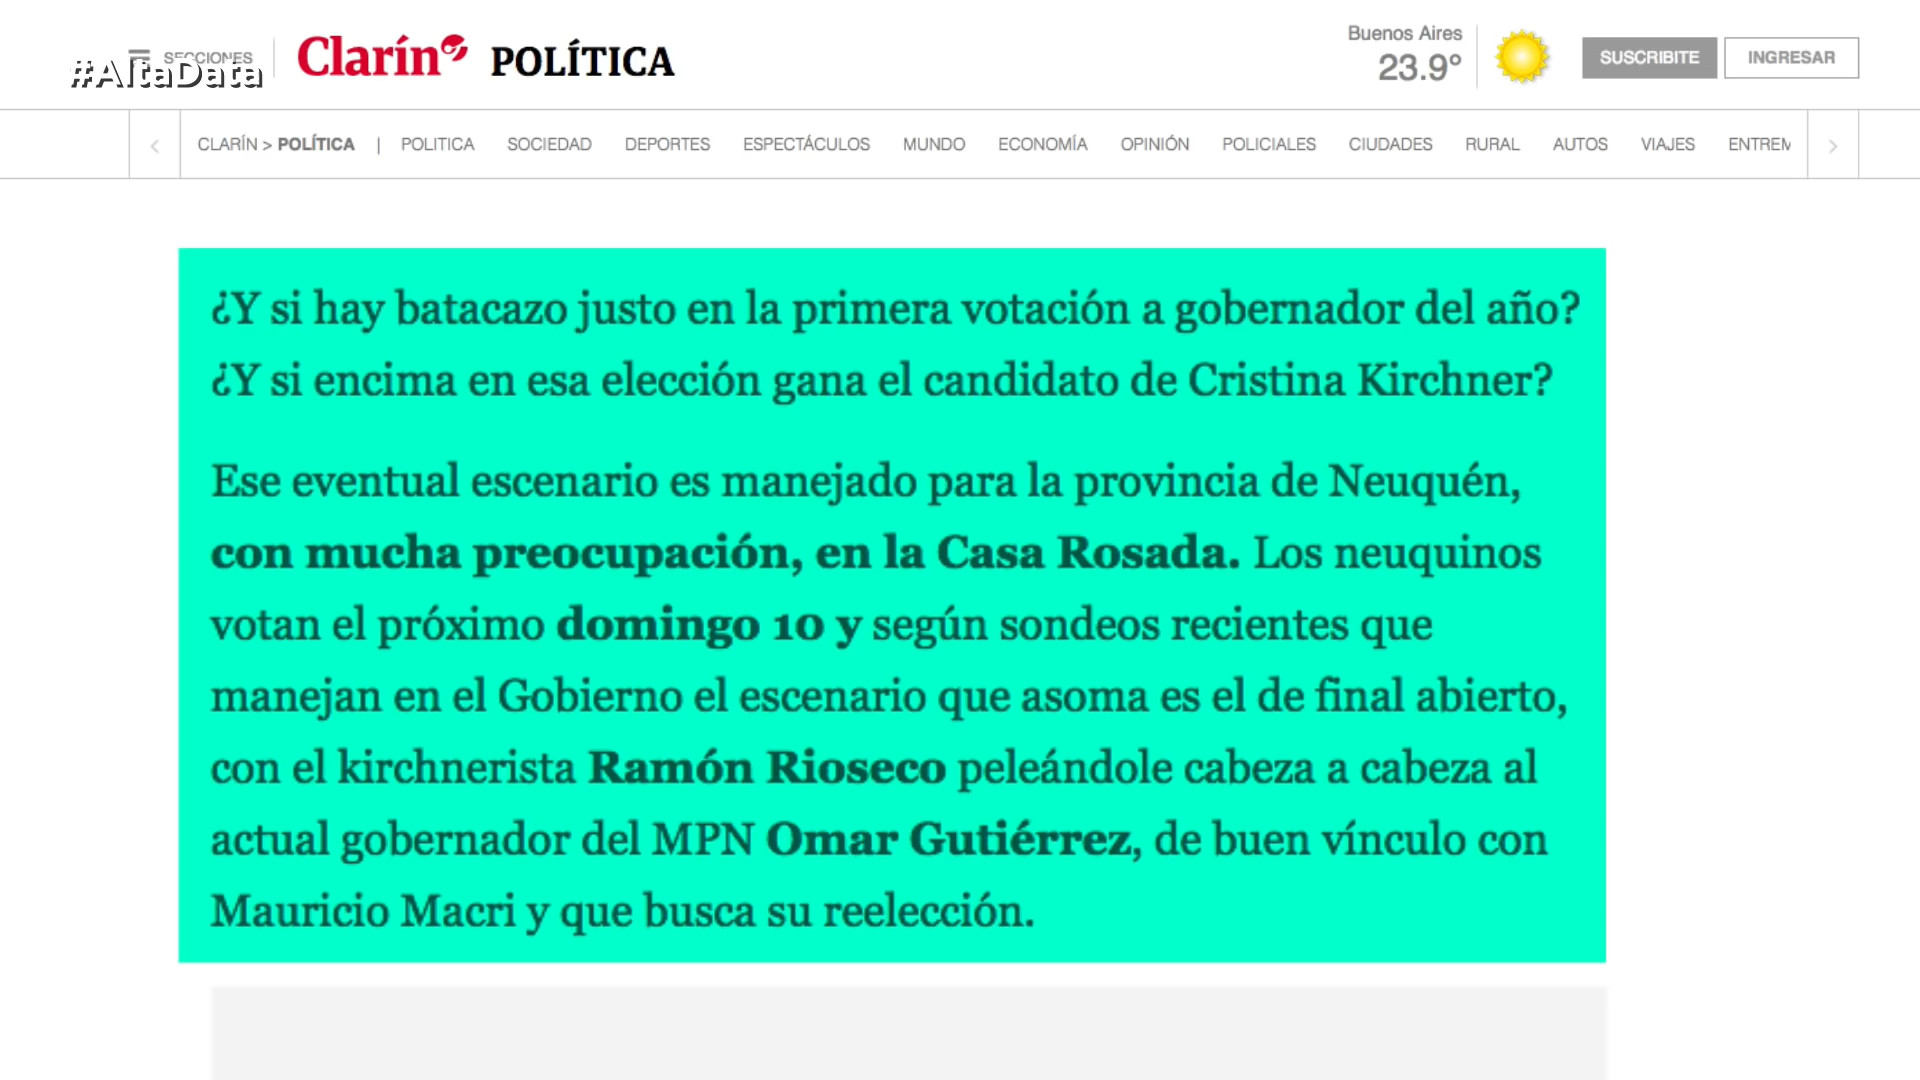 #AltaData
SECCIONES
Clarín
POLÍTICA
Buenos Aires
23.9°
SUSCRIBITE
INGRESAR
CLARÍN > POLÍTICA | POLITICA SOCIEDAD DEPORTES ESPECTÁCULOS MUNDO ECONOMÍA OPINIÓN POLICIALES CIUDADES RURAL AUTOS VIAJES ENTREM
¿Y si hay batacazo justo en la primera votación a gobernador del año?
¿Y si encima en esa elección gana el candidato de Cristina Kirchner?
Ese eventual escenario es manejado para la provincia de Neuquén,
con mucha preocupación, en la Casa Rosada. Los neuquinos
votan el próximo domingo 10 y según sondeos recientes que
manejan en el Gobierno el escenario que asoma es el de final abierto,
con el kirchnerista Ramón Rioseco peleándole cabeza a cabeza al
actual gobernador del MPN Omar Gutiérrez, de buen vínculo con
Mauricio Macri y que busca su reelección.